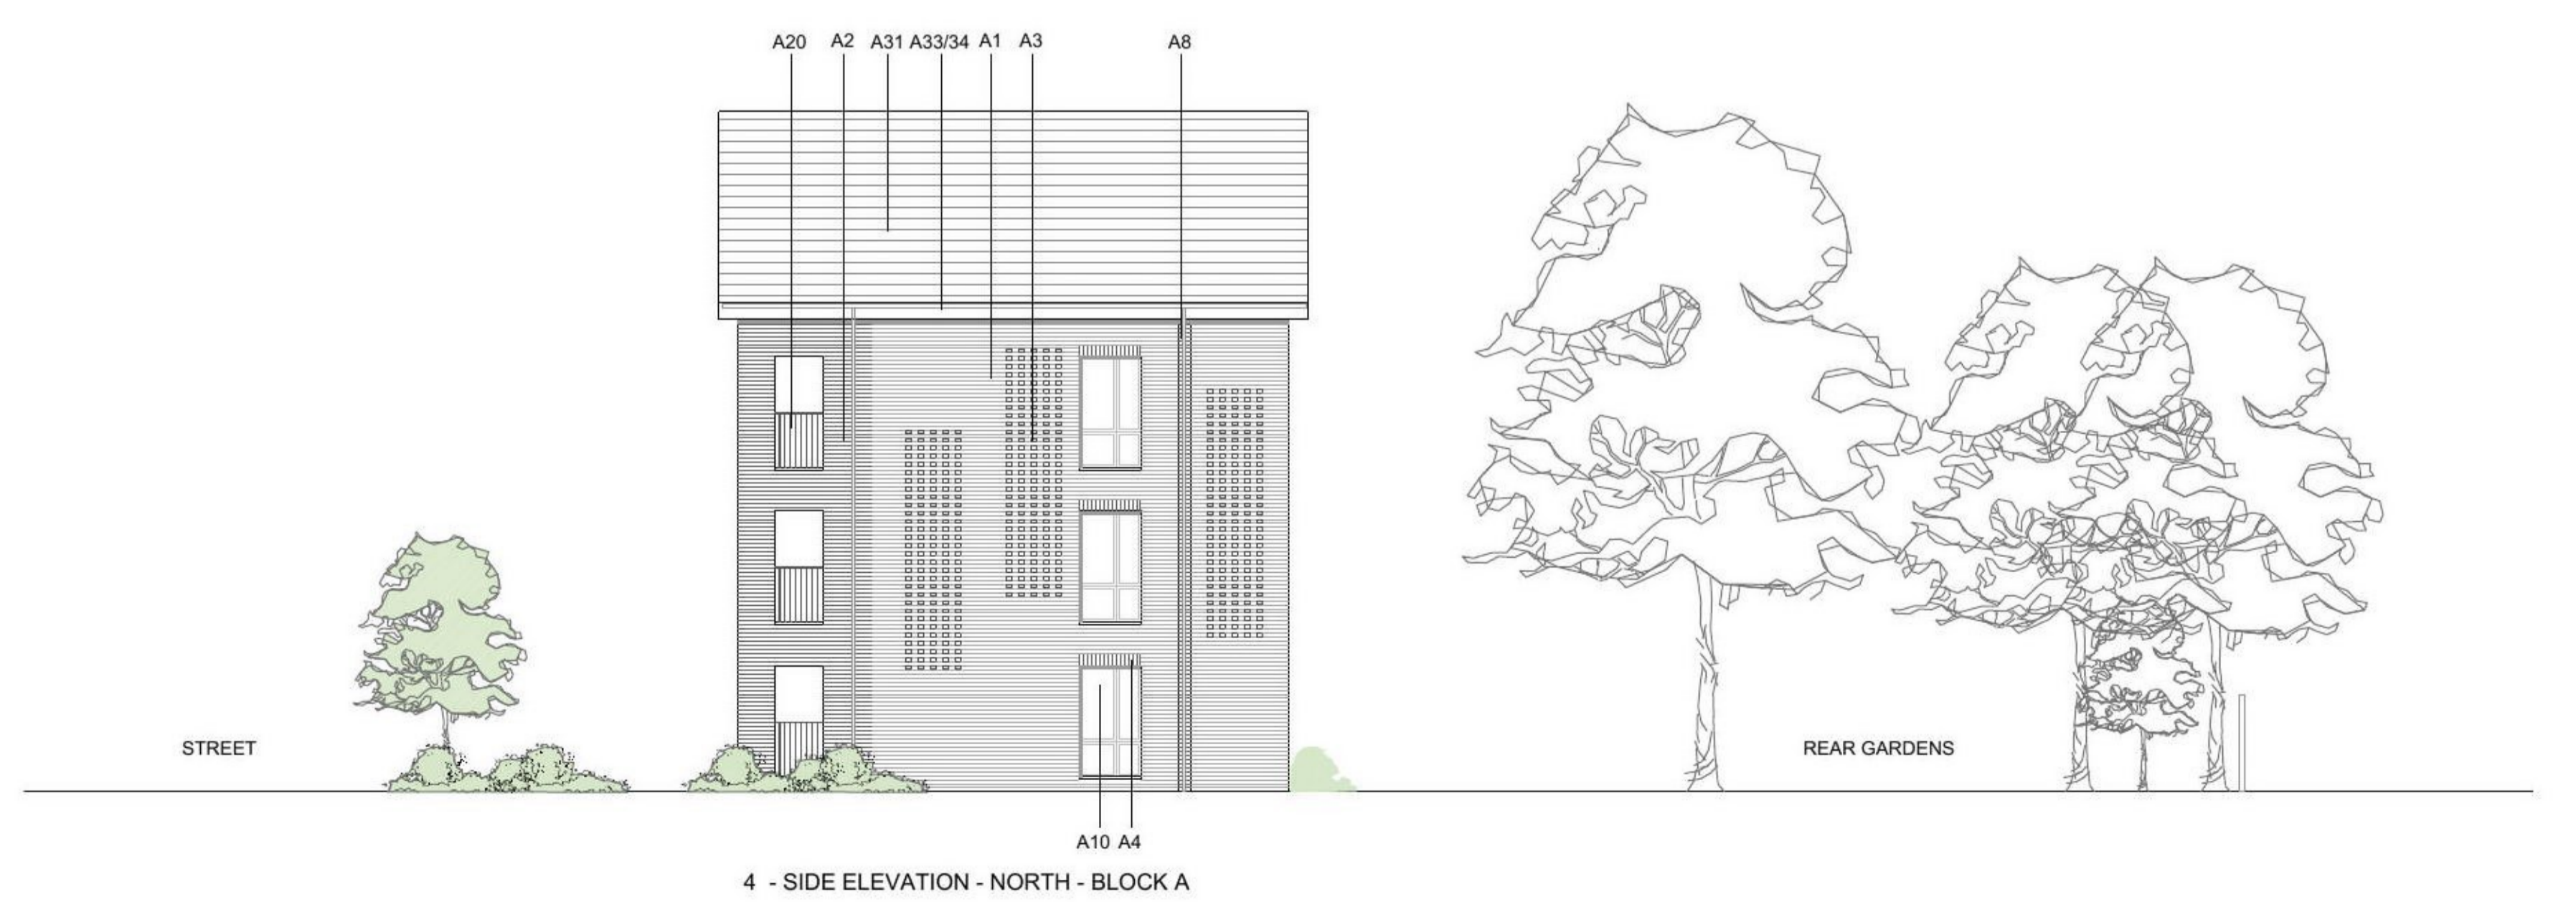 A20 A2 A31 A33/34 A1 A3 A8
STREET
REAR GARDENS
A10 A4
4 - SIDE ELEVATION - NORTH - BLOCK A